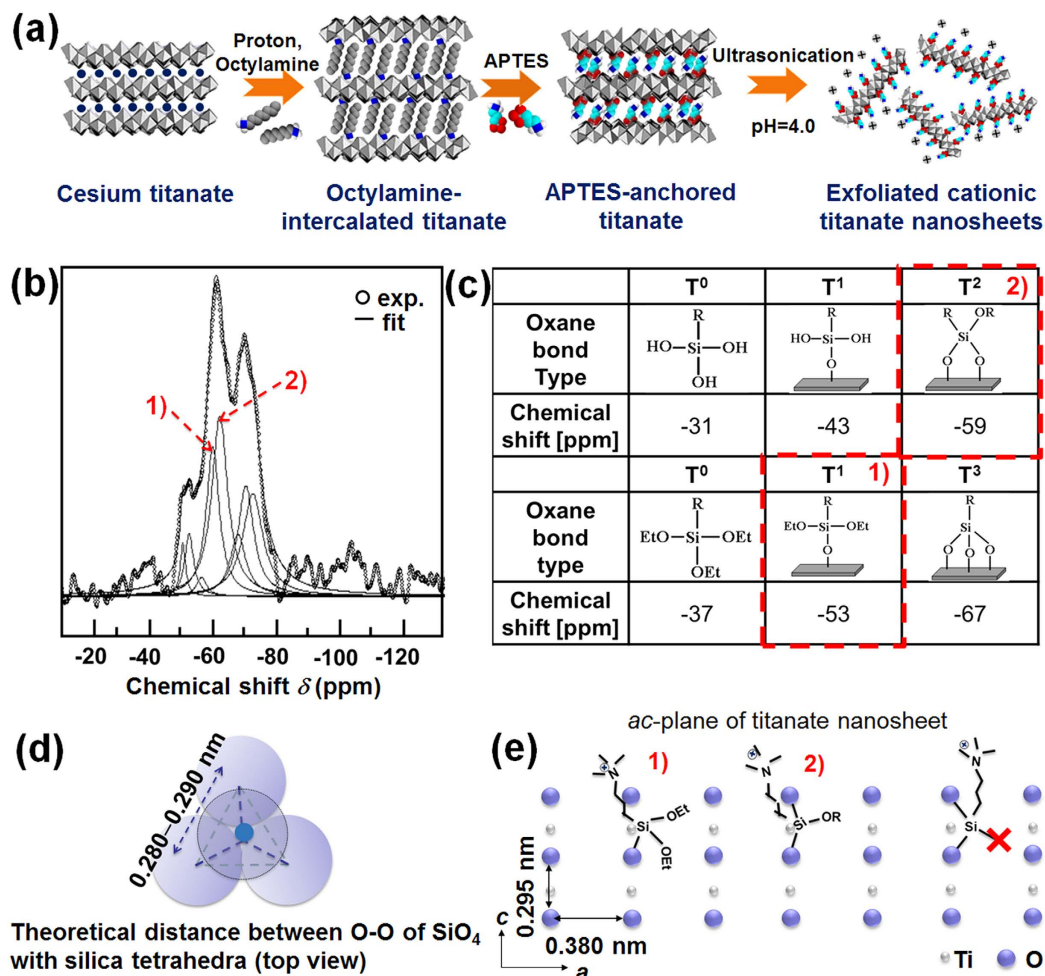 (a)
Proton,
Octylamine
APTES
Ultrasonication
pH=4.0
Cesium titanate
Octylamine-
intercalated titanate
APTES-anchored
titanate
Exfoliated cationic
titanate nanosheets
(b)
exp.
fit
1)
2)
-20 -40 -60 -80 -100 -120
Chemical shift δ (ppm)
(c)
T⁰ T¹ T² 2)
Oxane
bond
Type
R
HO Si OH
OH
R
HO Si OH
O
R OR
Si
O O
Chemical
shift [ppm]
-31 -43 -59
T⁰ T¹ 1) T³
Oxane
bond
type
R
EtO Si OEt
OEt
R
EtO Si OEt
O
R
Si
O O O
Chemical
shift [ppm]
-37 -53 -67
(d)
0.280–0.290 nm
Theoretical distance between O-O of SiO₄
with silica tetrahedra (top view)
(e)
ac-plane of titanate nanosheet
1)
N
+
Si
OEt
OEt
2)
N
+
Si
OR
N
+
Si
0.295 nm
0.380 nm
c
a
Ti O